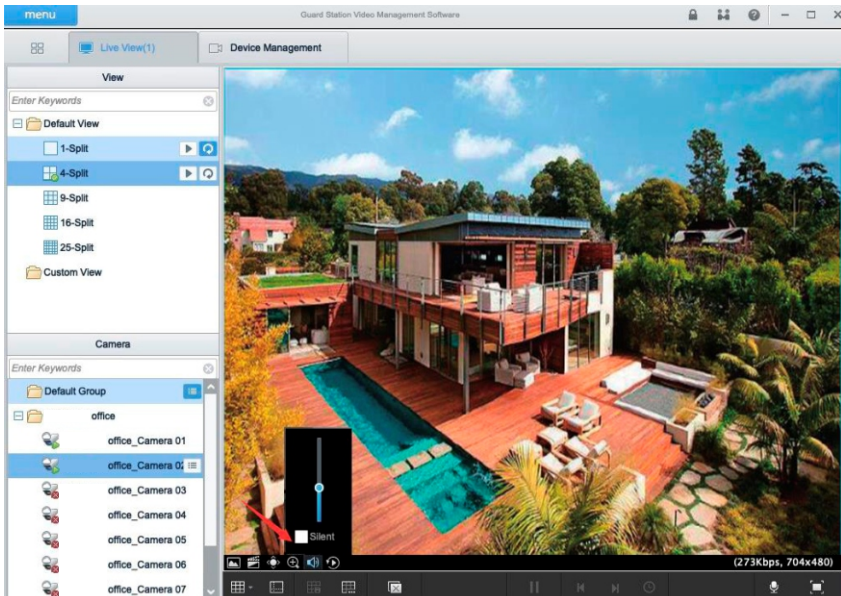 menu
Guard Station Video Management Software
Live View(1)
Device Management
View
Enter Keywords
Default View
1-Split
4-Split
9-Split
16-Split
25-Split
Custom View
Camera
Enter Keywords
Default Group
office
office_Camera 01
office_Camera 02
office_Camera 03
office_Camera 04
office_Camera 05
office_Camera 06
office_Camera 07
Silent
(273Kbps, 704x480)